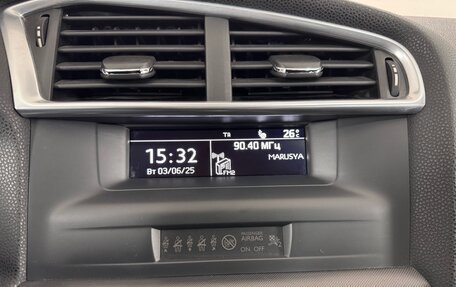 TA 26°C
15:32
90.40 МГц
MARUSYA
Вт 03/06/25
FM2
PASSENGER
AIRBAG
ON OFF